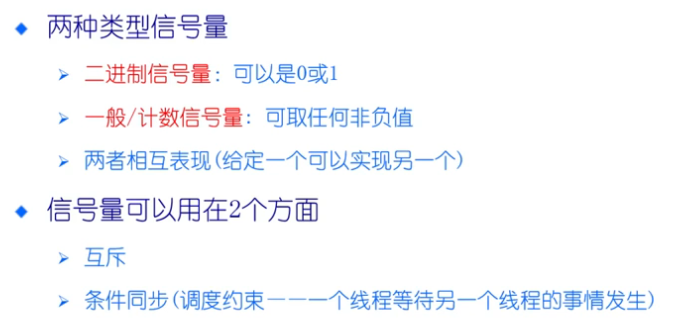 两种类型信号量
二进制信号量：可以是0或1
一般/计数信号量：可取任何非负值
两者相互表现(给定一个可以实现另一个)
信号量可以用在2个方面
互斥
条件同步(调度约束——一个线程等待另一个线程的事情发生)